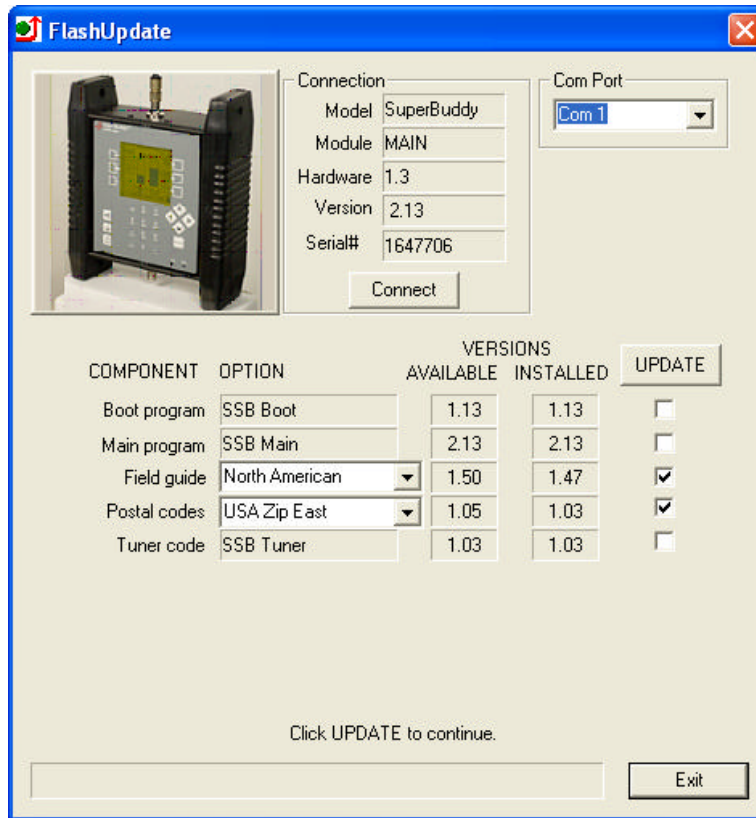 FlashUpdate
Connection
Model SuperBuddy
Module MAIN
Hardware 1.3
Version 2.13
Serial# 1647706
Connect
Com Port
Com 1
VERSIONS
COMPONENT OPTION AVAILABLE INSTALLED UPDATE
Boot program SSB Boot 1.13 1.13
Main program SSB Main 2.13 2.13
Field guide North American 1.50 1.47
Postal codes USA Zip East 1.05 1.03
Tuner code SSB Tuner 1.03 1.03
Click UPDATE to continue.
Exit